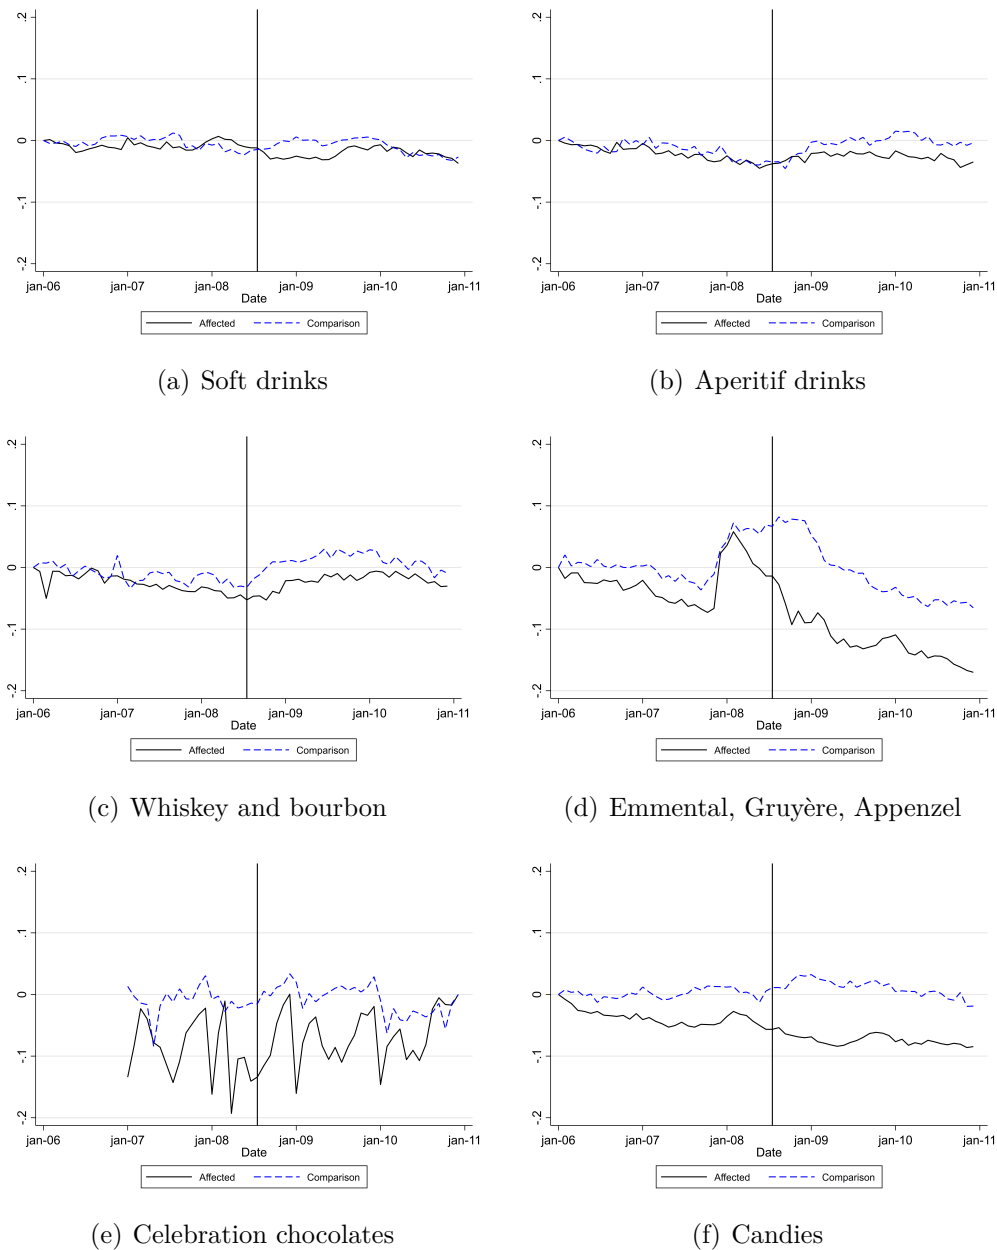 .2
.1
0
-.1
-.2
jan-06 jan-07 jan-08 jan-09 jan-10 jan-11
Date
Affected Comparison
(a) Soft drinks
.2
.1
0
-.1
-.2
jan-06 jan-07 jan-08 jan-09 jan-10 jan-11
Date
Affected Comparison
(b) Aperitif drinks
.2
.1
0
-.1
-.2
jan-06 jan-07 jan-08 jan-09 jan-10 jan-11
Date
Affected Comparison
(c) Whiskey and bourbon
.2
.1
0
-.1
-.2
jan-06 jan-07 jan-08 jan-09 jan-10 jan-11
Date
Affected Comparison
(d) Emmental, Gruyère, Appenzel
.2
.1
0
-.1
-.2
jan-06 jan-07 jan-08 jan-09 jan-10 jan-11
Date
Affected Comparison
(e) Celebration chocolates
.2
.1
0
-.1
-.2
jan-06 jan-07 jan-08 jan-09 jan-10 jan-11
Date
Affected Comparison
(f) Candies